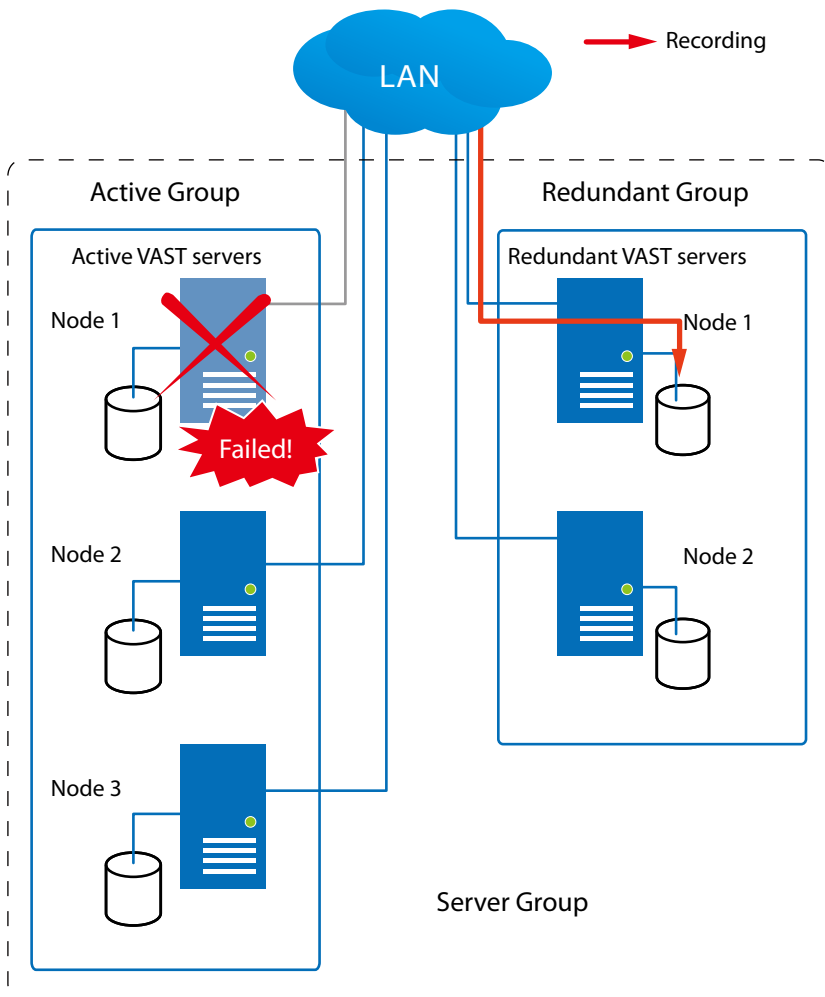 Recording
LAN
Active Group
Redundant Group
Active VAST servers
Redundant VAST servers
Node 1
Node 1
Failed!
Node 2
Node 2
Node 3
Server Group